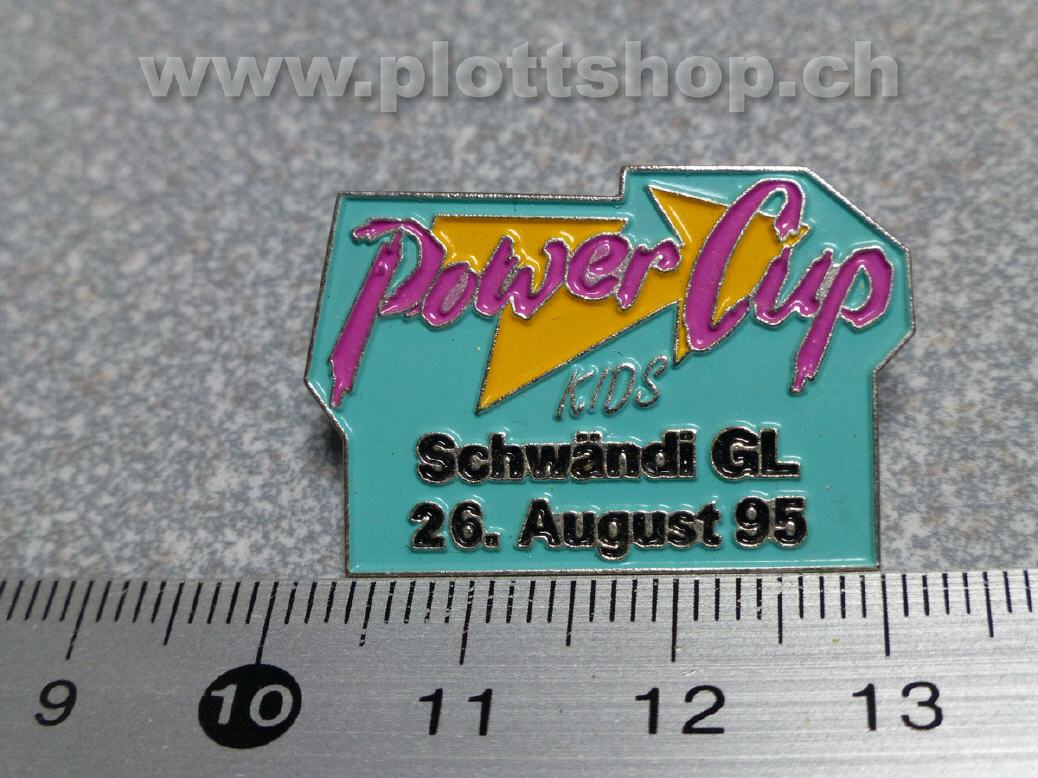 www.plottshop.ch
Power Cup
KIDS
Schwändi GL
26. August 95
9 10 11 12 13